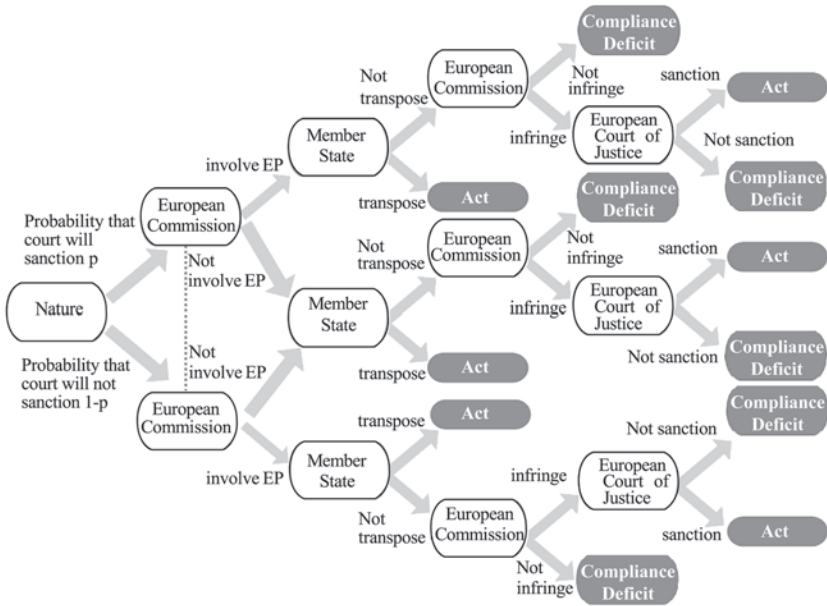 Compliance
Deficit
European
Commission
Not
transpose
Not
infringe
sanction
Act
infringe
European
Court of
Justice
Not sanction
Member
State
involve EP
Compliance
Deficit
transpose
Act
Compliance
Deficit
European
Commission
Probability that
court will
sanction p
European
Commission
Not
transpose
Not
infringe
sanction
Act
Not
involve EP
infringe
European
Court of
Justice
Nature
Member
State
Not sanction
Compliance
Deficit
Not
involve EP
transpose
Act
Probability that
court will not
sanction 1-p
European
Commission
transpose
Act
Not sanction
Compliance
Deficit
involve EP
Member
State
infringe
European
Court of
Justice
Not
transpose
European
Commission
sanction
Act
Not
infringe
Compliance
Deficit